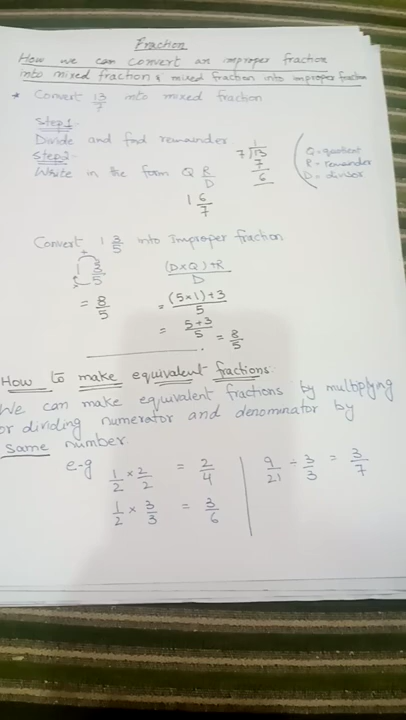 Fraction
How we can convert an improper fraction
into mixed fraction & mixed fraction into improper fraction
* Convert 13/7 into mixed fraction
Step1
Divide and find remainder.
Step2
Write in the form Q R/D
1
7)13
7
6
Q = quotient
R = remainder
D = divisor
1 6/7
Convert 1 3/5 into Improper fraction
+
1 3/5
×
= 8/5
(D×Q)+R/D
= (5×1)+3/5
= 5+3/5 = 8/5
How to make equivalent fractions:
We can make equivalent fractions by multiplying
or dividing numerator and denominator by
same number
e-g 1/2 × 2/2 = 2/4
1/2 × 3/3 = 3/6
9/21 ÷ 3/3 = 3/7